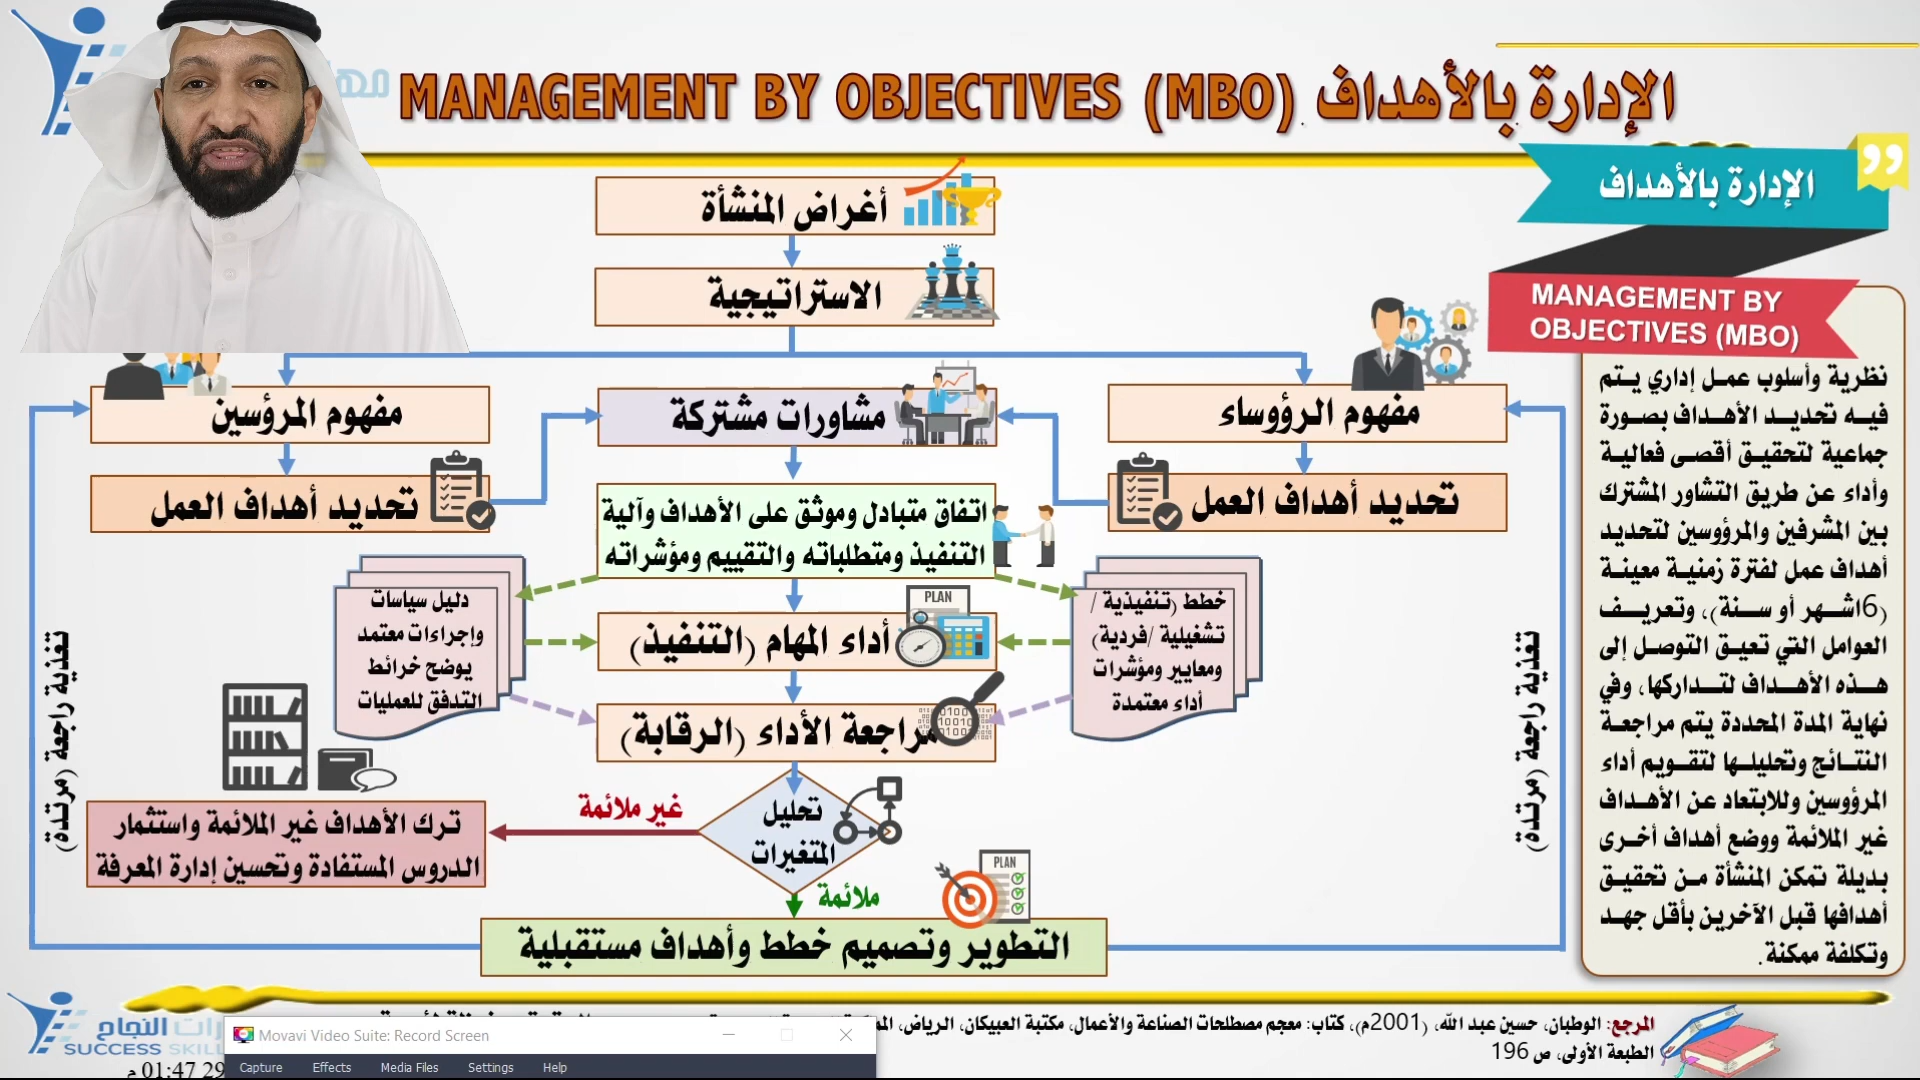 الإدارة بالأهداف MANAGEMENT BY OBJECTIVES (MBO)
الإدارة بالأهداف
MANAGEMENT BY
OBJECTIVES (MBO)
نظرية وأسلوب عمل إداري يتم
فيه تحديد الأهداف بصورة
جماعية لتحقيق أقصى فعالية
وأداء عن طريق التشاور المشترك
بين المشرفين والمرؤوسين لتحديد
أهداف عمل لفترة زمنية معينة
(6اشهر أو سنة)، وتعريف
العوامل التي تعيق التوصل إلى
هذه الأهداف لتداركها، وفي
نهاية المدة المحددة يتم مراجعة
النتائج وتحليلها لتقويم أداء
المرؤوسين وللابتعاد عن الأهداف
غير الملائمة ووضع أهداف أخرى
بديلة تمكن المنشأة من تحقيق
أهدافها قبل الآخرين بأقل جهد
وتكلفة ممكنة.
أغراض المنشأة
الاستراتيجية
مفهوم الرؤوساء
مشاورات مشتركة
مفهوم المرؤسين
تحديد أهداف العمل
تحديد أهداف العمل
اتفاق متبادل وموثق على الأهداف وآلية
التنفيذ ومتطلباته والتقييم ومؤشراته
خطط (تنفيذية /
تشغيلية /فردية)
ومعايير ومؤشرات
أداء معتمدة
PLAN
أداء المهام (التنفيذ)
دليل سياسات
وإجراءات معتمد
يوضح خرائط
التدفق للعمليات
مراجعة الأداء (الرقابة)
تغذية راجعة (مرتدة)
تغذية راجعة (مرتدة)
تحليل
المتغيرات
غير ملائمة
ترك الأهداف غير الملائمة واستثمار
الدروس المستفادة وتحسين إدارة المعرفة
ملائمة
PLAN
التطوير وتصميم خطط وأهداف مستقبلية
المرجع: الوطبان، حسين عبد الله، (2001م)، كتاب: معجم مصطلحات الصناعة والأعمال، مكتبة العبيكان، الرياض،
الطبعة الأولى، ص 196
رات النجاح
SUCCESS SKILL
01:47 29 م
Movavi Video Suite: Record Screen
Capture Effects Media Files Settings Help